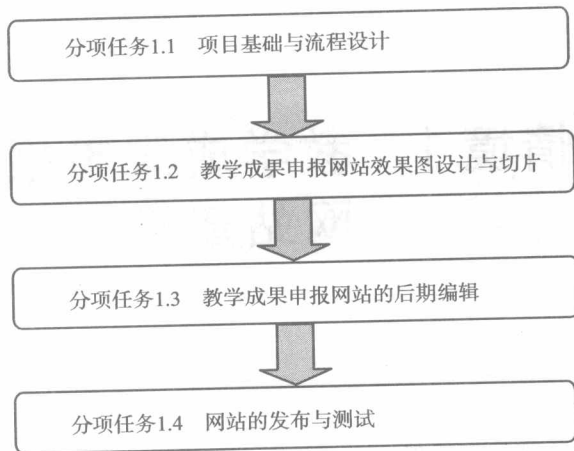 分项任务1.1 项目基础与流程设计
分项任务1.2 教学成果申报网站效果图设计与切片
分项任务1.3 教学成果申报网站的后期编辑
分项任务1.4 网站的发布与测试